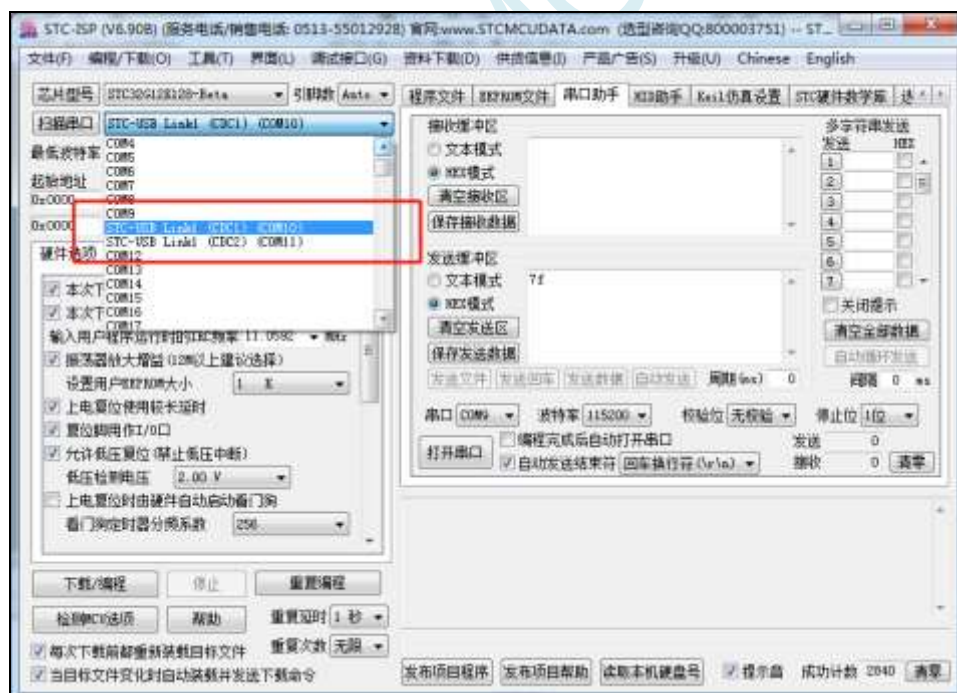 STC-ISP (V6.90B) (服务电话/销售电话: 0513-55012928) 官网:www.STCMCUDATA.com (选型咨询QQ:800003751) -- ST...
文件(F) 编程/下载(O) 工具(T) 界面(L) 调试接口(G) 资料下载(D) 供货信息(I) 产品广告(S) 升级(U) Chinese English
芯片型号 STC32G12K128-Beta 引脚数 Auto
扫描串口 STC-USB Link1 (CDC1) (COM10)
最低波特率
起始地址
0x0000
0x0000
COM4
COM5
COM6
COM7
COM8
COM9
STC-USB Link1 (CDC1) (COM10)
STC-USB Link1 (CDC2) (COM11)
COM12
COM13
COM14
COM15
COM16
COM17
硬件选项
本次下
本次下
输入用户程序运行时的IRC频率 11.0592 MHz
振荡器放大增益(12M以上建议选择)
设置用户EEPROM大小 1 K
上电复位使用较长延时
复位脚用作I/O口
允许低压复位(禁止低压中断)
低压检测电压 2.00 V
上电复位时由硬件自动启动看门狗
看门狗定时器分频系数 256
下载/编程 停止 重复编程
检测MCU选项 帮助 重复延时 1 秒
重复次数 无限
每次下载前都重新装载目标文件
当目标文件变化时自动装载并发送下载命令
程序文件 EEPROM文件 串口助手 HID助手 Keil仿真设置 STC硬件数学库
接收缓冲区
文本模式
HEX模式
清空接收区
保存接收数据
多字符串发送
发送 HEX
1
2
3
4
5
6
7
发送缓冲区
文本模式
HEX模式
清空发送区
保存发送数据
7f
关闭提示
清空全部数据
自动循环发送
发送文件 发送回车 发送数据 自动发送 周期(ms) 0 间隔 0 ms
串口 COM9 波特率 115200 校验位 无校验 停止位 1位
打开串口
编程完成后自动打开串口
自动发送结束符 回车换行符(\r\n)
发送 0
接收 0 清零
发布项目程序 发布项目帮助 读取本机硬盘号 提示音 成功计数 2840 清零